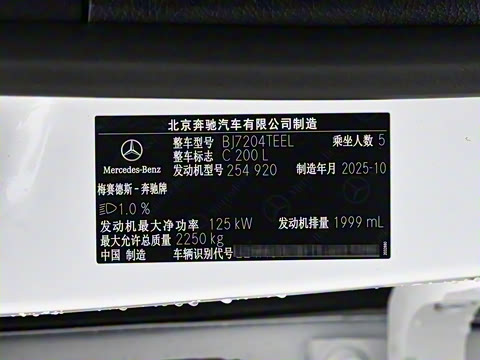 北京奔驰汽车有限公司制造
整车型号 BJ7204TEEL 乘坐人数 5
整车标志 C 200 L
发动机型号 254 920 制造年月 2025-10
Mercedes-Benz
梅赛德斯-奔驰牌
1.0 %
发动机最大净功率 125 kW 发动机排量 1999 mL
最大允许总质量 2250 kg
中国 制造 车辆识别代号